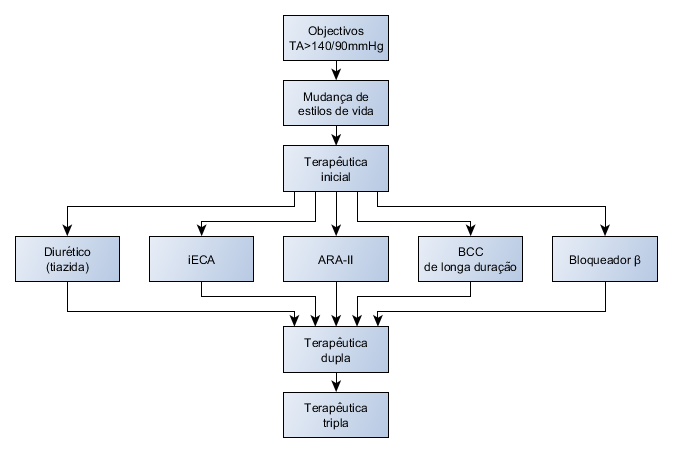 Objectivos
TA>140/90mmHg
Mudança de
estilos de vida
Terapêutica
inicial
Diurético
(tiazida)
iECA
ARA-II
BCC
de longa duração
Bloqueador β
Terapêutica
dupla
Terapêutica
tripla